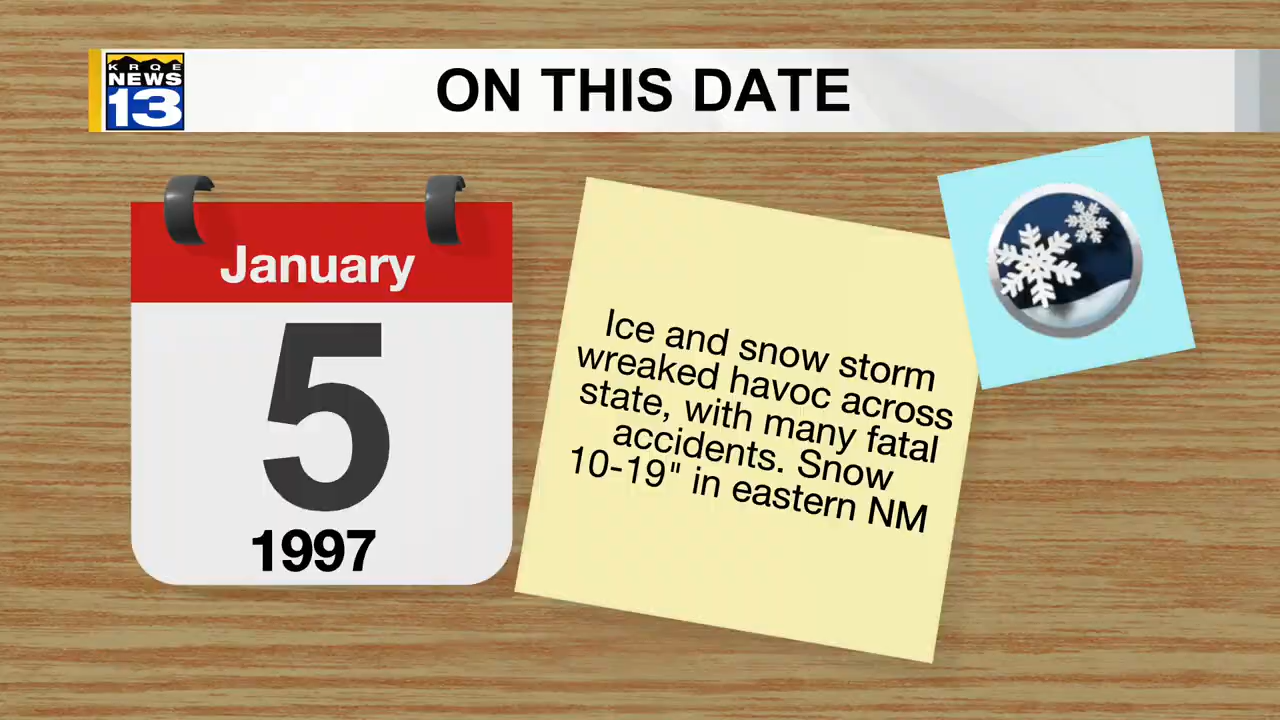 KRQE
NEWS
13
ON THIS DATE
January
5
1997
Ice and snow storm
wreaked havoc across
state, with many fatal
accidents. Snow
10-19" in eastern NM